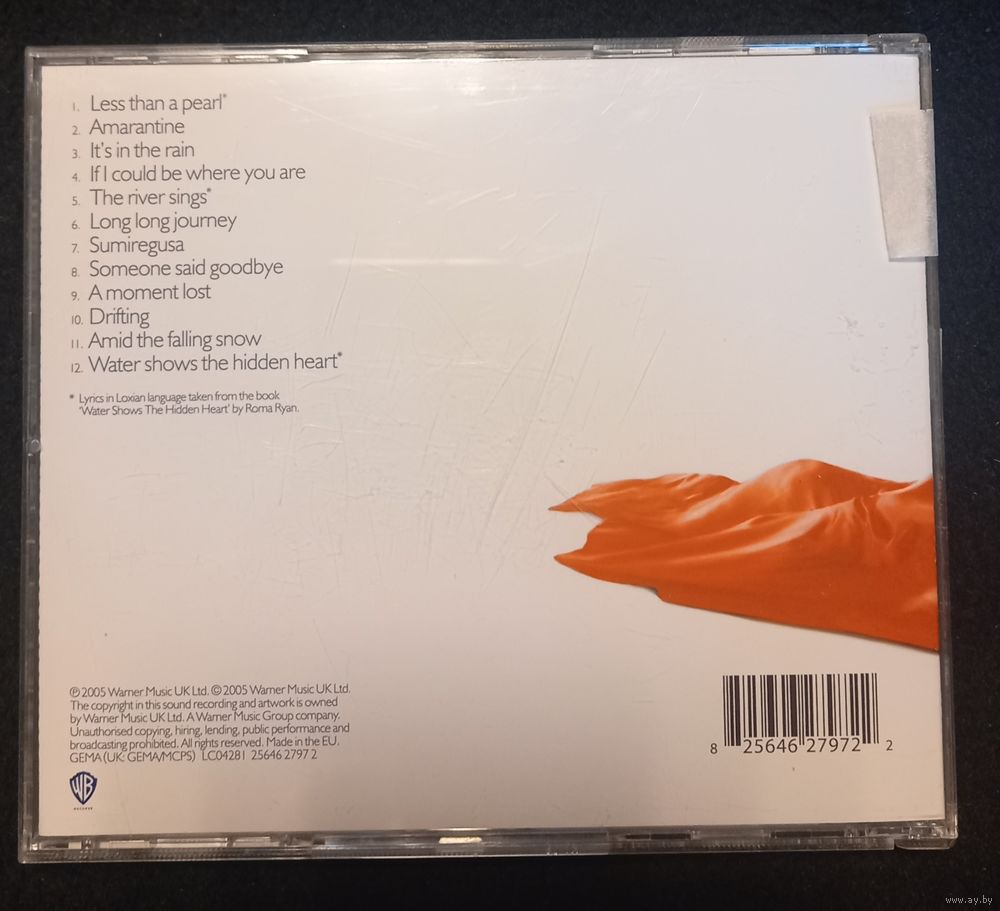 1. Less than a pearl*
2. Amarantine
3. It's in the rain
4. If I could be where you are
5. The river sings*
6. Long long journey
7. Sumiregusa
8. Someone said goodbye
9. A moment lost
10. Drifting
11. Amid the falling snow
12. Water shows the hidden heart*
* Lyrics in Loxian language taken from the book
'Water Shows The Hidden Heart' by Roma Ryan.
℗ 2005 Warner Music UK Ltd. © 2005 Warner Music UK Ltd.
The copyright in this sound recording and artwork is owned
by Warner Music UK Ltd. A Warner Music Group company.
Unauthorised copying, hiring, lending, public performance and
broadcasting prohibited. All rights reserved. Made in the EU.
GEMA (UK: GEMA/MCPS) LC04281 25646 2797 2
WB
RECORDS
8 25646 27972 2
www.ay.by